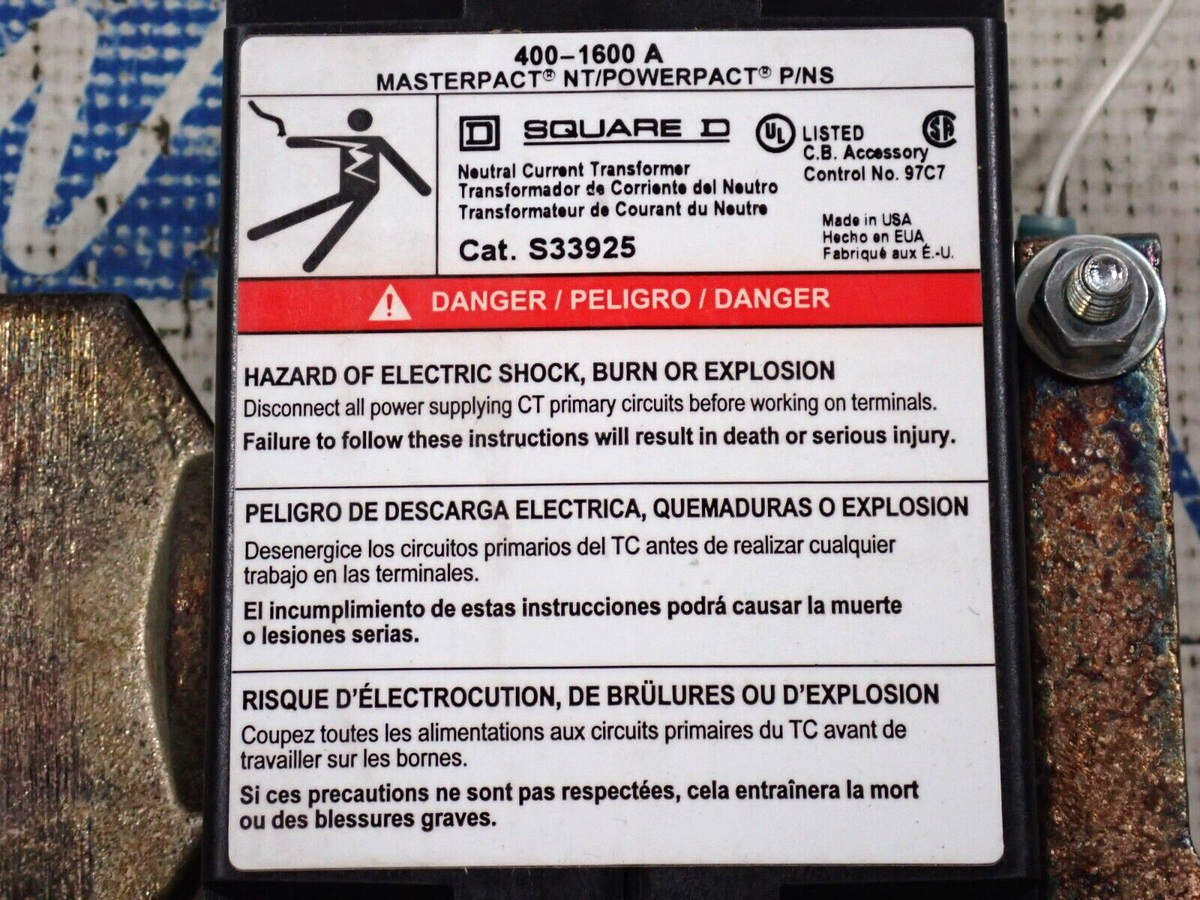 400–1600 A
MASTERPACT® NT/POWERPACT® P/NS
D SQUARE D
UL LISTED
SA
C.B. Accessory
Control No. 97C7
Neutral Current Transformer
Transformador de Corriente del Neutro
Transformateur de Courant du Neutre
Cat. S33925
Made in USA
Hecho en EUA
Fabriqué aux É.-U.
DANGER / PELIGRO / DANGER
HAZARD OF ELECTRIC SHOCK, BURN OR EXPLOSION
Disconnect all power supplying CT primary circuits before working on terminals.
Failure to follow these instructions will result in death or serious injury.
PELIGRO DE DESCARGA ELECTRICA, QUEMADURAS O EXPLOSION
Desenergice los circuitos primarios del TC antes de realizar cualquier
trabajo en las terminales.
El incumplimiento de estas instrucciones podrá causar la muerte
o lesiones serias.
RISQUE D'ÉLECTROCUTION, DE BRÜLURES OU D'EXPLOSION
Coupez toutes les alimentations aux circuits primaires du TC avant de
travailler sur les bornes.
Si ces precautions ne sont pas respectées, cela entraînera la mort
ou des blessures graves.